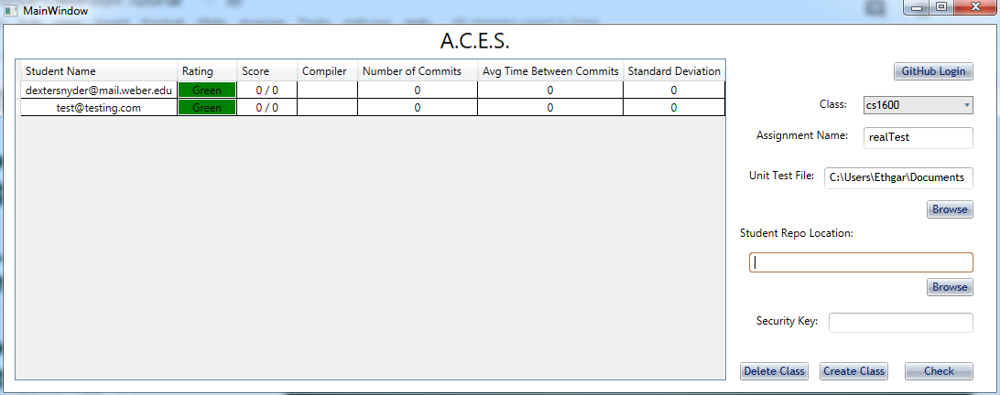 MainWindow
A.C.E.S.
Student Name Rating Score Compiler Number of Commits Avg Time Between Commits Standard Deviation
dextersnyder@mail.weber.edu Green 0 / 0 0 0 0
test@testing.com Green 0 / 0 0 0 0
GitHub Login
Class: cs1600
Assignment Name: realTest
Unit Test File: C:\Users\Ethgar\Documents
Browse
Student Repo Location:
Browse
Security Key:
Delete Class Create Class Check